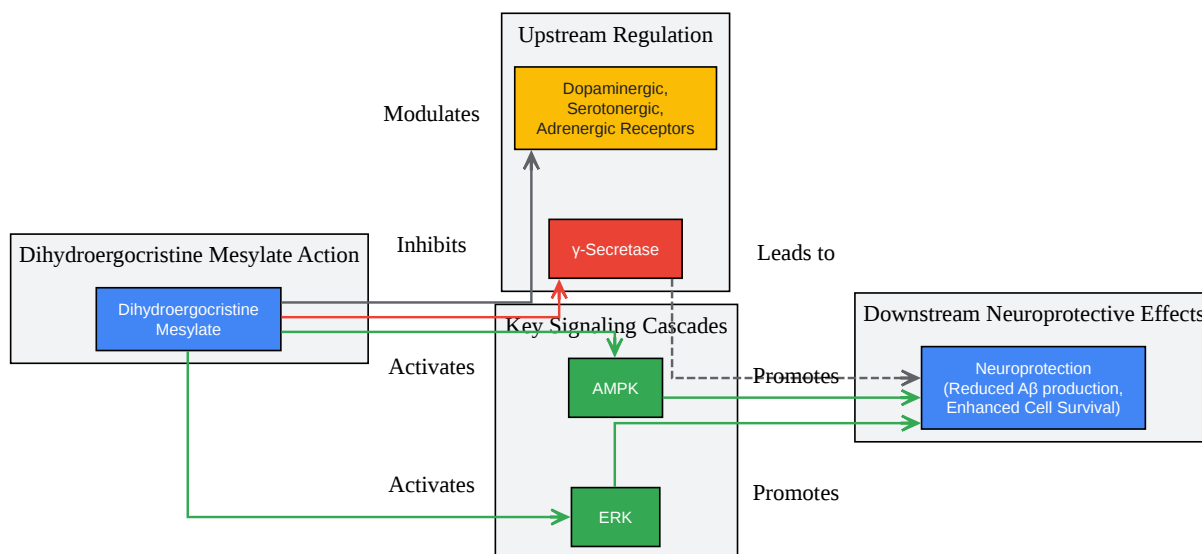 Upstream Regulation
Dopaminergic,
Serotonergic,
Adrenergic Receptors
Modulates
γ-Secretase
Inhibits
Leads to
Dihydroergocristine Mesylate Action
Dihydroergocristine
Mesylate
Key Signaling Cascades
Downstream Neuroprotective Effects
Activates
AMPK
Promotes
Neuroprotection
(Reduced Aβ production,
Enhanced Cell Survival)
Activates
ERK
Promotes